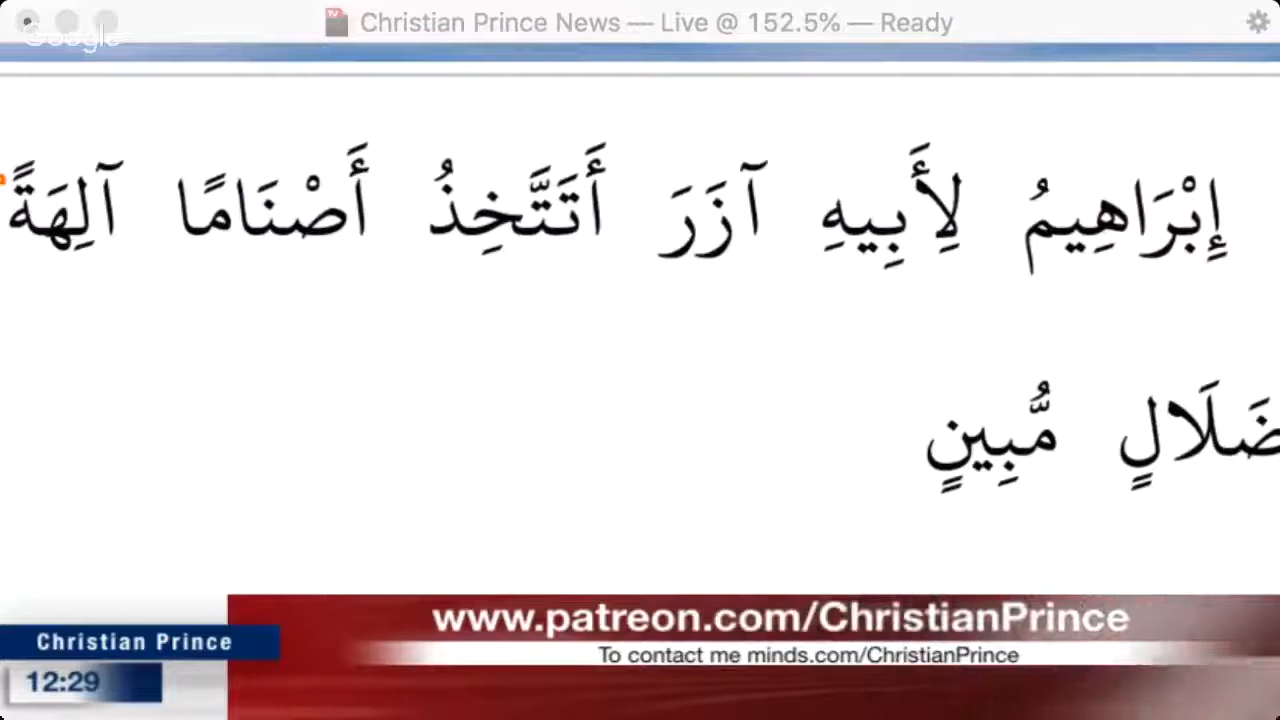 Christian Prince News — Live @ 152.5% — Ready
Google
إِبْرَاهِيمُ لِأَبِيهِ آزَرَ أَتَتَّخِذُ أَصْنَامًا آلِهَةً
ضَلَالٍ مُّبِينٍ
www.patreon.com/ChristianPrince
To contact me minds.com/ChristianPrince
Christian Prince
12:29